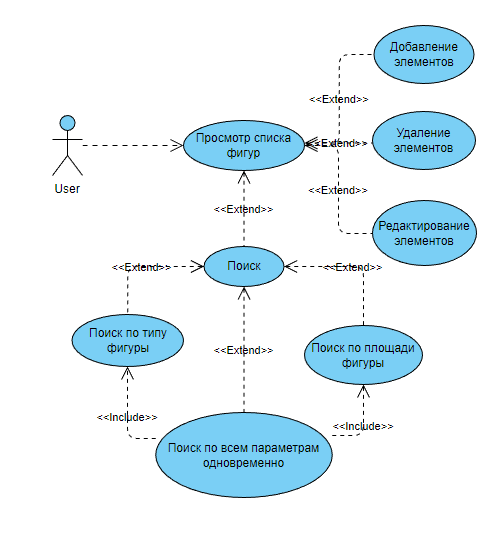 Добавление
элементов
<<Extend>>
User
Просмотр списка
фигур
<<Extend>>
Удаление
элементов
<<Extend>>
<<Extend>>
Редактирование
элементов
<<Extend>>
Поиск
<<Extend>>
Поиск по типу
фигуры
<<Extend>>
Поиск по площади
фигуры
<<Include>>
<<Include>>
Поиск по всем параметрам
одновременно